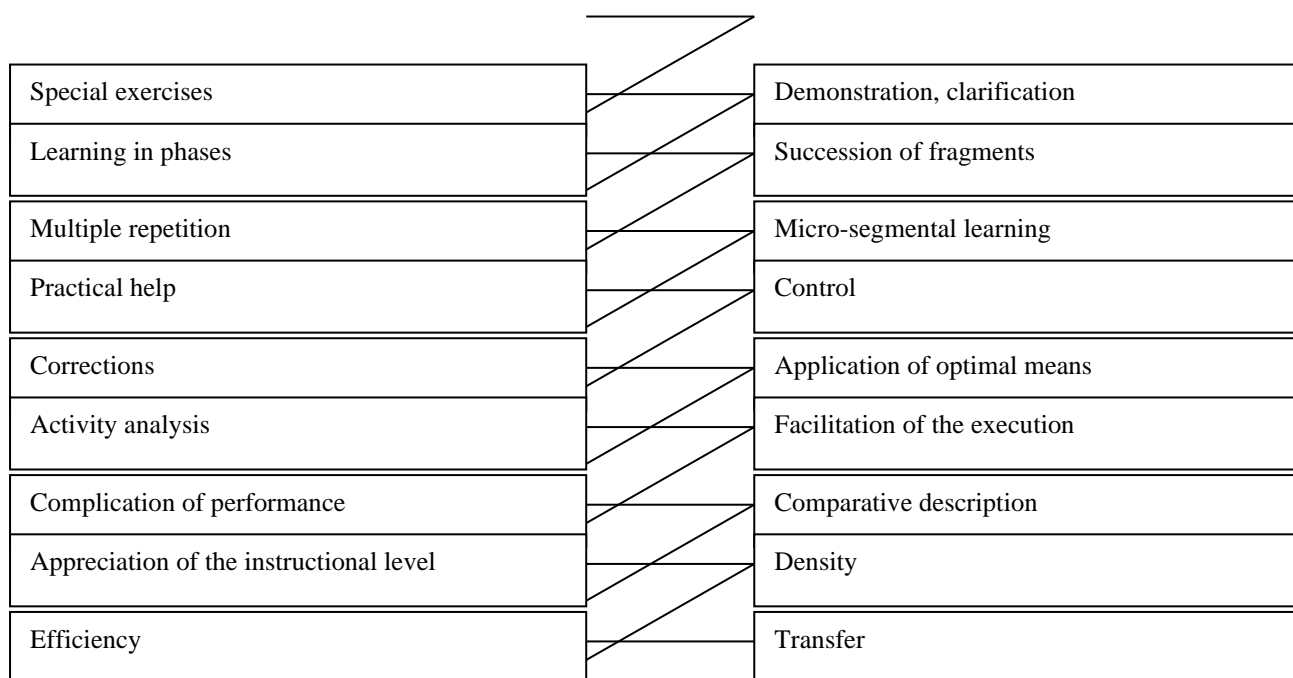 Special exercises
Demonstration, clarification
Learning in phases
Succession of fragments
Multiple repetition
Micro-segmental learning
Practical help
Control
Corrections
Application of optimal means
Activity analysis
Facilitation of the execution
Complication of performance
Comparative description
Appreciation of the instructional level
Density
Efficiency
Transfer